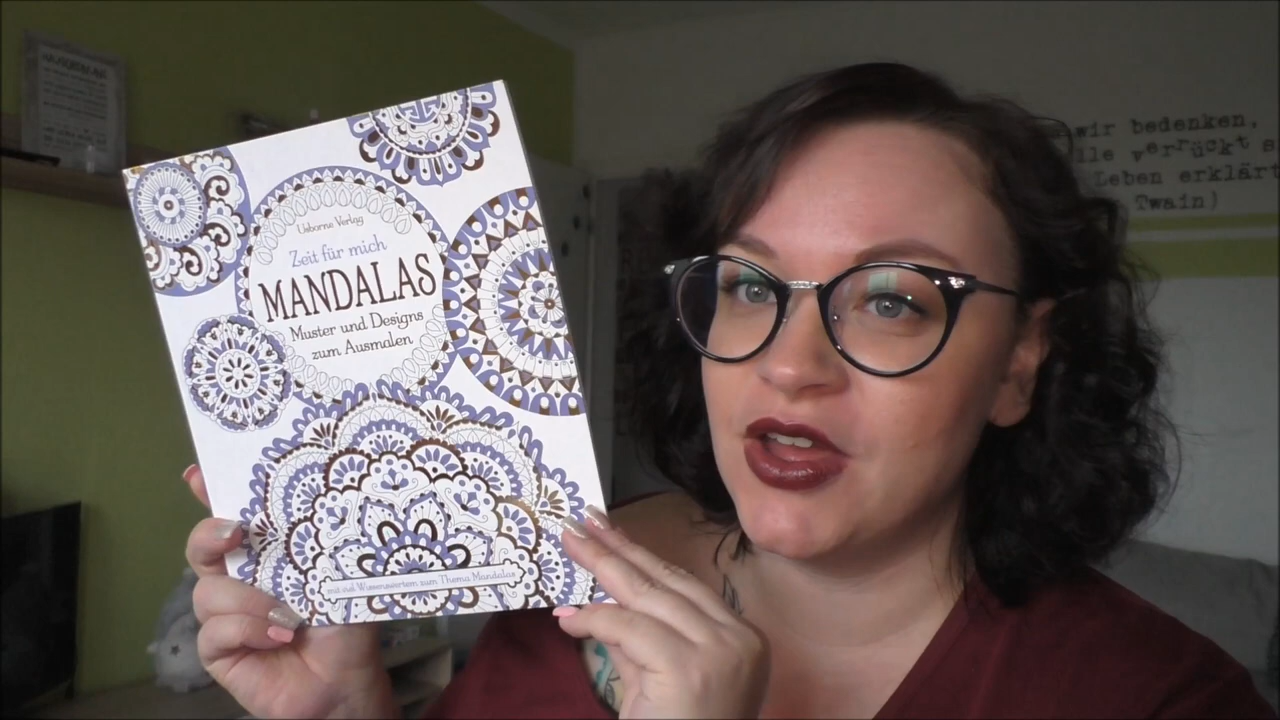 Usborne Verlag
Zeit für mich
MANDALAS
Muster und Designs
zum Ausmalen
mit viel Wissenswertem zum Thema Mandalas
wir bedenken,
lle verrückt s
Leben erklärt
Twain)